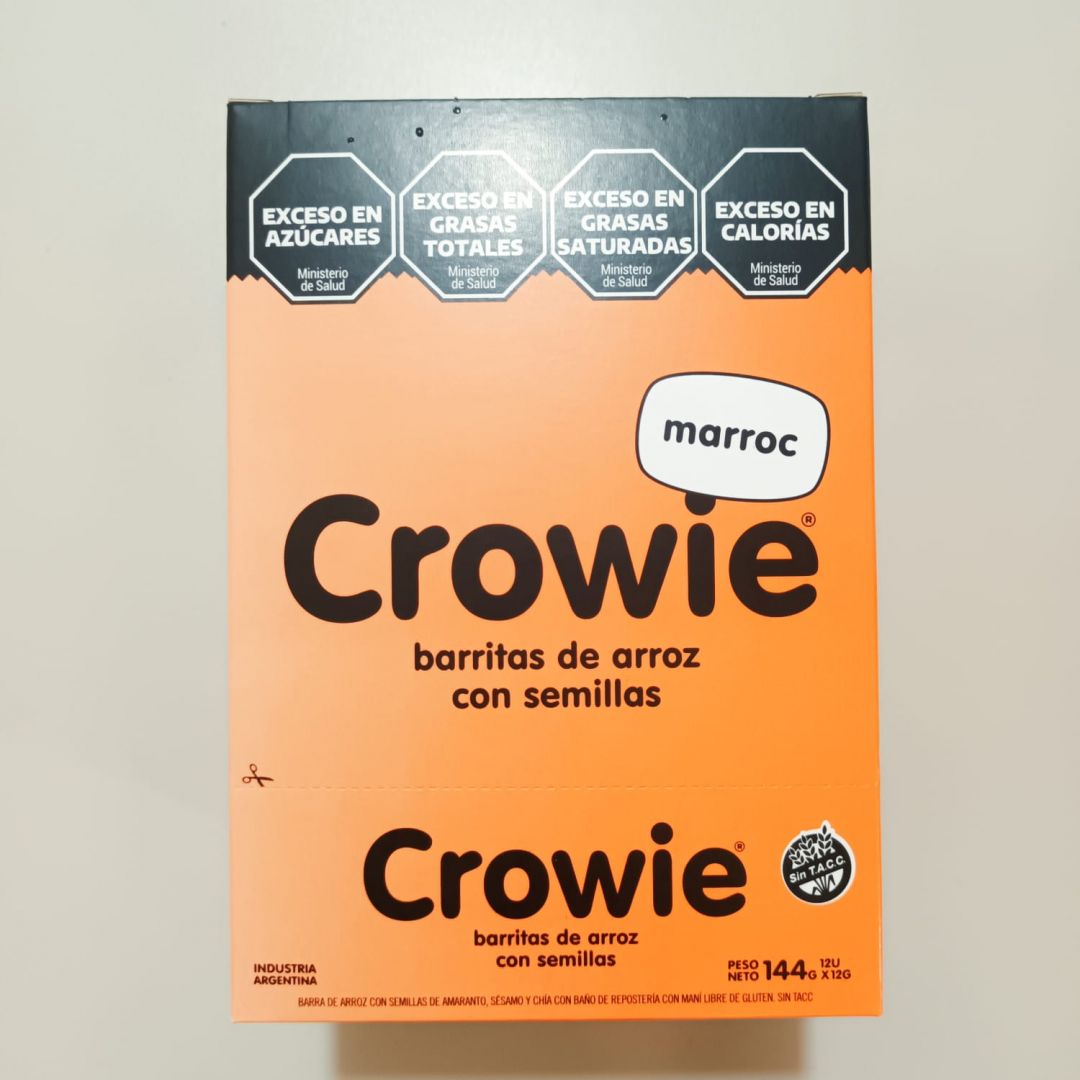 EXCESO EN
AZÚCARES
Ministerio
de Salud
EXCESO EN
GRASAS
TOTALES
Ministerio
de Salud
EXCESO EN
GRASAS
SATURADAS
Ministerio
de Salud
EXCESO EN
CALORÍAS
Ministerio
de Salud
marroc
Crowie®
barritas de arroz
con semillas
Crowie®
barritas de arroz
con semillas
Sin T.A.C.C.
INDUSTRIA
ARGENTINA
PESO
NETO 144G
12U
X 12G
BARRA DE ARROZ CON SEMILLAS DE AMARANTO, SÉSAMO Y CHÍA CON BAÑO DE REPOSTERÍA CON MANÍ LIBRE DE GLUTEN. SIN TACC